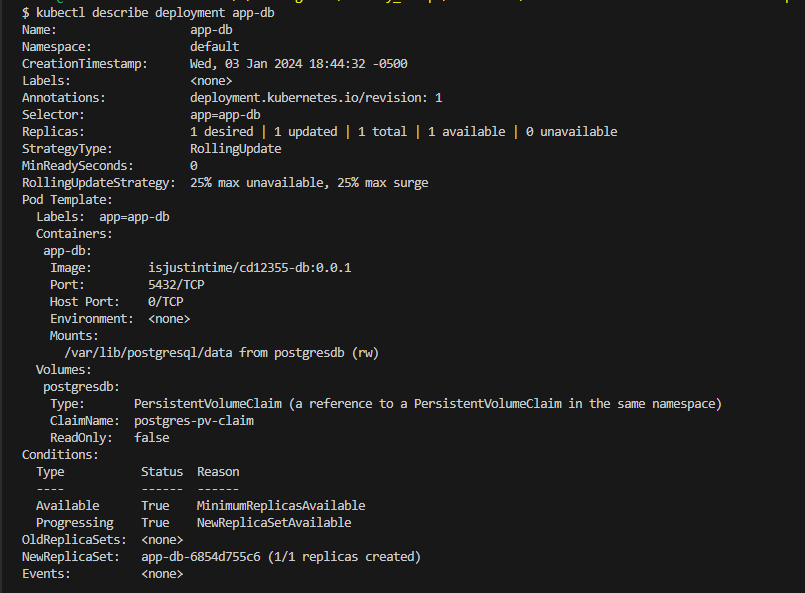 $ kubectl describe deployment app-db
Name:                   app-db
Namespace:              default
CreationTimestamp:      Wed, 03 Jan 2024 18:44:32 -0500
Labels:                 <none>
Annotations:            deployment.kubernetes.io/revision: 1
Selector:               app=app-db
Replicas:               1 desired | 1 updated | 1 total | 1 available | 0 unavailable
StrategyType:           RollingUpdate
MinReadySeconds:        0
RollingUpdateStrategy:  25% max unavailable, 25% max surge
Pod Template:
  Labels:  app=app-db
  Containers:
   app-db:
    Image:        isjustintime/cd12355-db:0.0.1
    Port:         5432/TCP
    Host Port:    0/TCP
    Environment:  <none>
    Mounts:
      /var/lib/postgresql/data from postgresdb (rw)
  Volumes:
   postgresdb:
    Type:       PersistentVolumeClaim (a reference to a PersistentVolumeClaim in the same namespace)
    ClaimName:  postgres-pv-claim
    ReadOnly:   false
Conditions:
  Type           Status  Reason
  ----           ------  ------
  Available      True    MinimumReplicasAvailable
  Progressing    True    NewReplicaSetAvailable
OldReplicaSets:  <none>
NewReplicaSet:   app-db-6854d755c6 (1/1 replicas created)
Events:          <none>